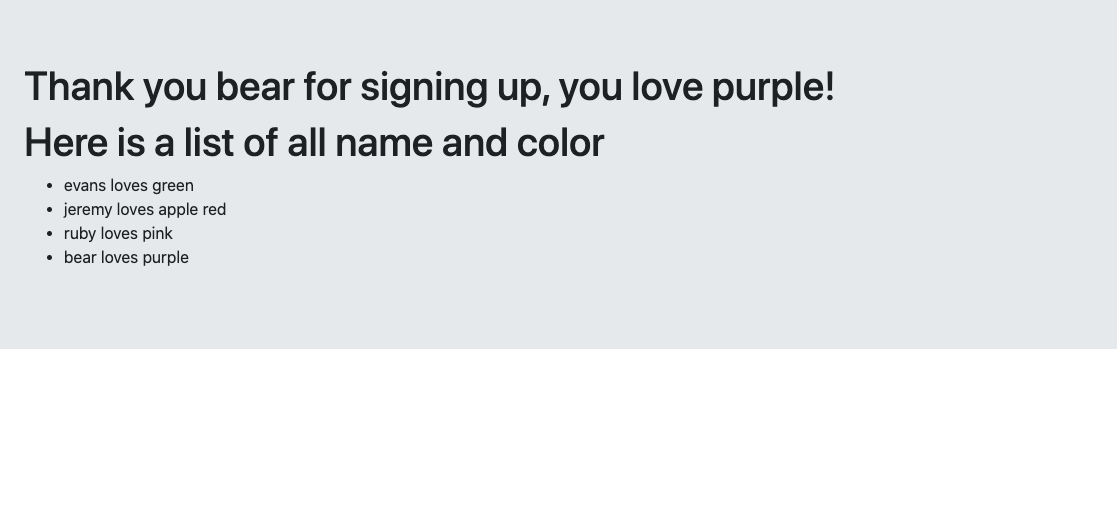 Thank you bear for signing up, you love purple!
Here is a list of all name and color
evans loves green
jeremy loves apple red
ruby loves pink
bear loves purple